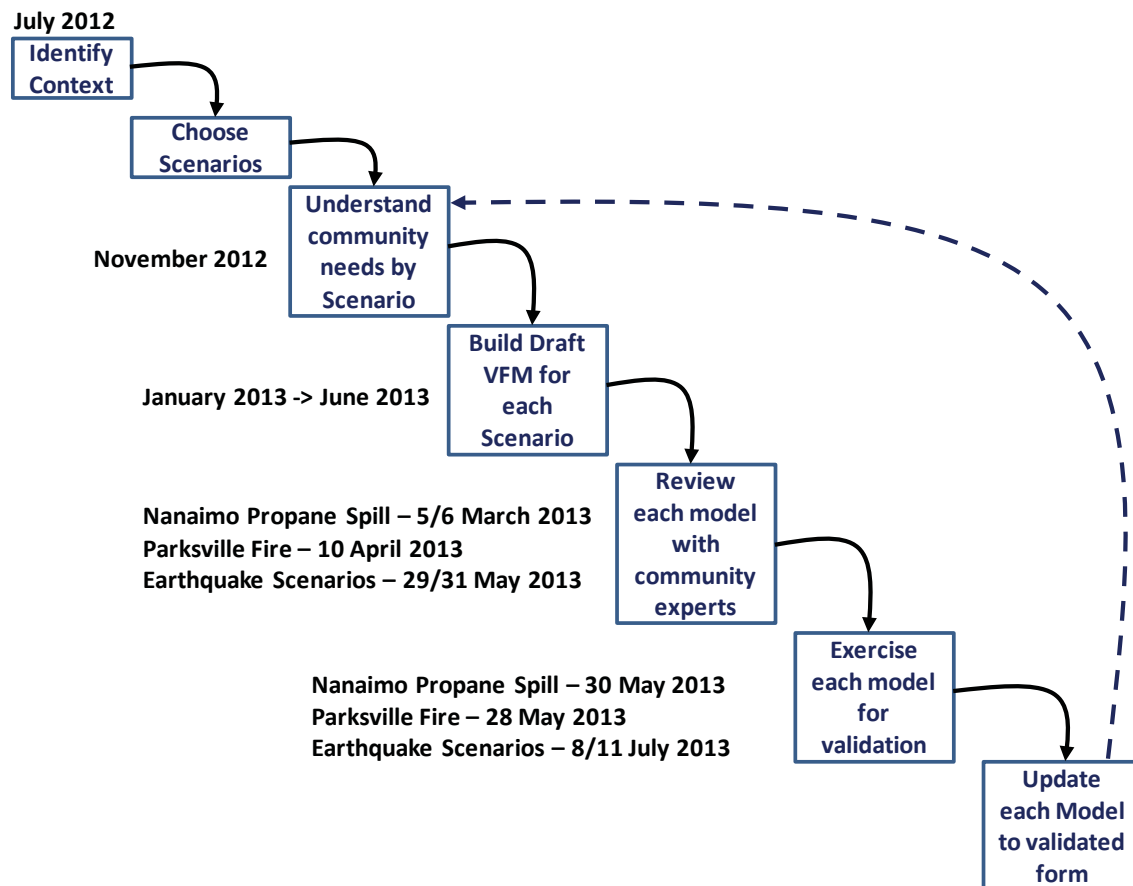 July 2012
Identify
Context
Choose
Scenarios
Understand
community
needs by
Scenario
November 2012
Build Draft
VFM for
each
Scenario
January 2013 -> June 2013
Review
each model
with
community
experts
Nanaimo Propane Spill – 5/6 March 2013
Parksville Fire – 10 April 2013
Earthquake Scenarios – 29/31 May 2013
Exercise
each model
for
validation
Nanaimo Propane Spill – 30 May 2013
Parksville Fire – 28 May 2013
Earthquake Scenarios – 8/11 July 2013
Update
each Model
to validated
form